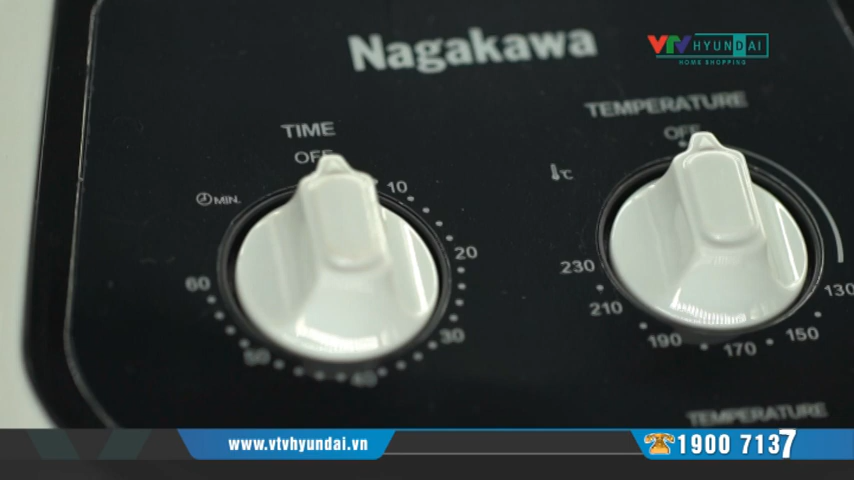 Nagakawa
VTV HYUNDAI
HOME SHOPPING
TIME
OFF
MIN.
10
20
30
40
50
60
TEMPERATURE
OFF
°C
130
150
170
190
210
230
TEMPERATURE
www.vtvhyundai.vn
1900 7137